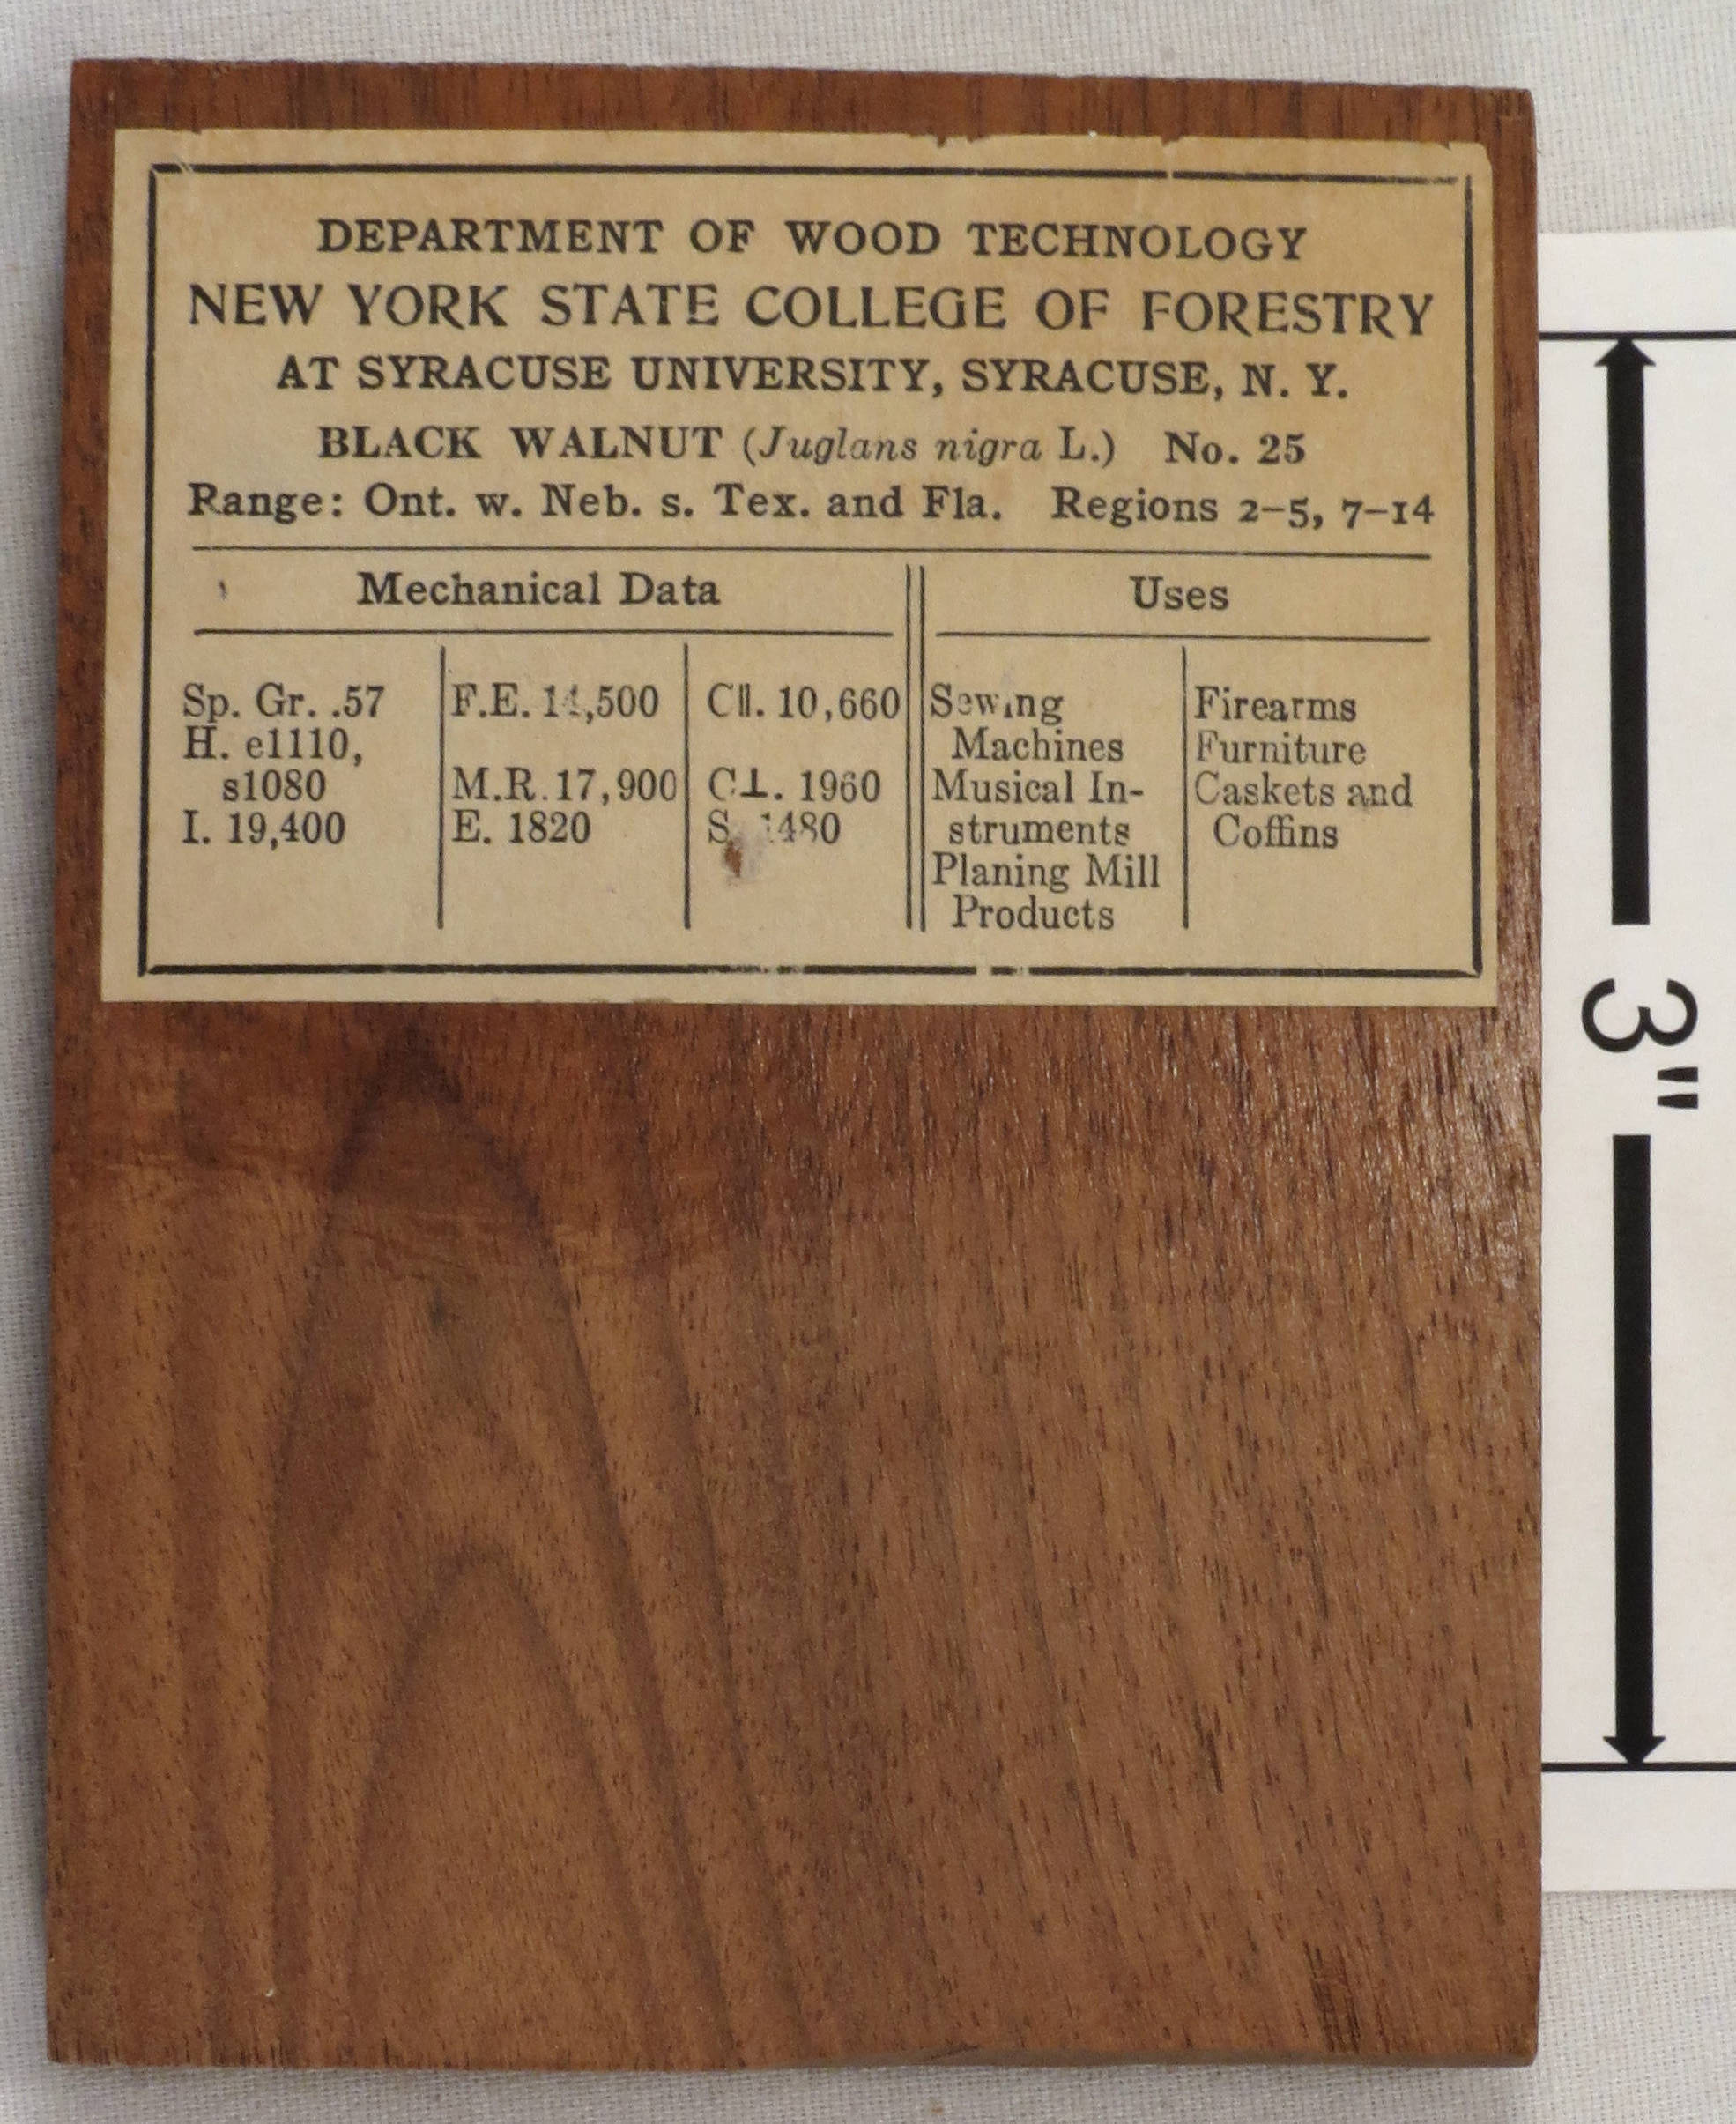 DEPARTMENT OF WOOD TECHNOLOGY
NEW YORK STATE COLLEGE OF FORESTRY
AT SYRACUSE UNIVERSITY, SYRACUSE, N. Y.
BLACK WALNUT (Juglans nigra L.) No. 25
Range: Ont. w. Neb. s. Tex. and Fla. Regions 2–5, 7–14
Mechanical Data
Sp. Gr. .57
H. e1110,
s1080
I. 19,400
F.E.
M.R. 17,900
E. 1820
C||. 10,660
C⊥. 1960
S.
Uses
Sewing
Machines
Musical In-
struments
Planing Mill
Products
Firearms
Furniture
Caskets and
Coffins
3"